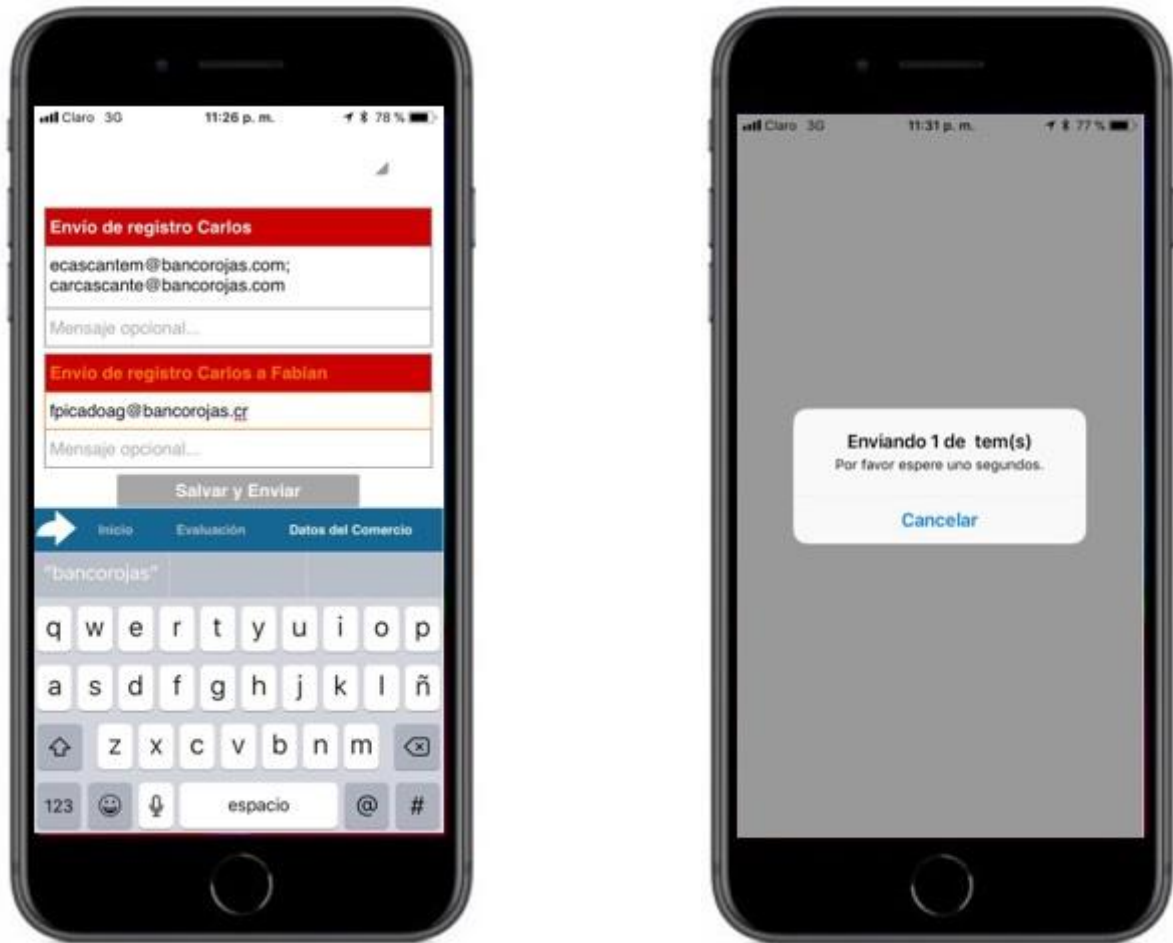 Claro 3G 11:26 p. m. 78 %
Envío de registro Carlos
ecascantem@bancorojas.com;
carcascante@bancorojas.com
Mensaje opcional...
Envío de registro Carlos a Fabian
fpicadoag@bancorojas.cr
Mensaje opcional...
Salvar y Enviar
Inicio Evaluación Datos del Comercio
"bancorojas"
q w e r t y u i o p
a s d f g h j k l ñ
z x c v b n m
123 espacio @ #
Claro 3G 11:31 p. m. 77 %
Enviando 1 de tem(s)
Por favor espere uno segundos.
Cancelar